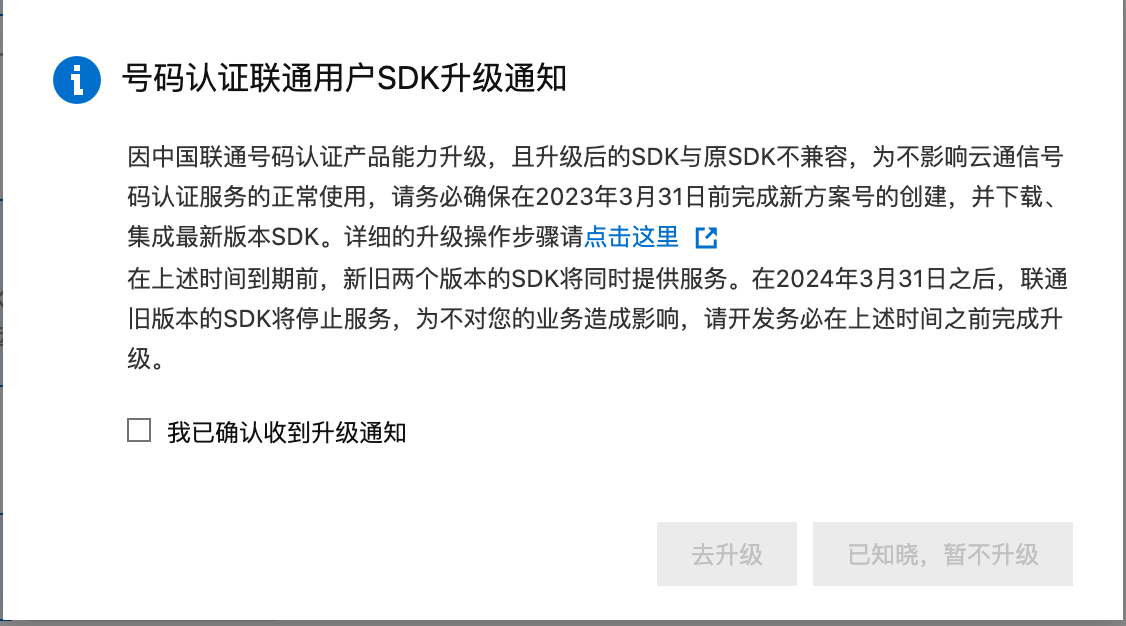 号码认证联通用户SDK升级通知
因中国联通号码认证产品能力升级，且升级后的SDK与原SDK不兼容，为不影响云通信号
码认证服务的正常使用，请务必确保在2023年3月31日前完成新方案号的创建，并下载、
集成最新版本SDK。详细的升级操作步骤请点击这里
在上述时间到期前，新旧两个版本的SDK将同时提供服务。在2024年3月31日之后，联通
旧版本的SDK将停止服务，为不对您的业务造成影响，请开发务必在上述时间之前完成升
级。
我已确认收到升级通知
去升级
已知晓，暂不升级